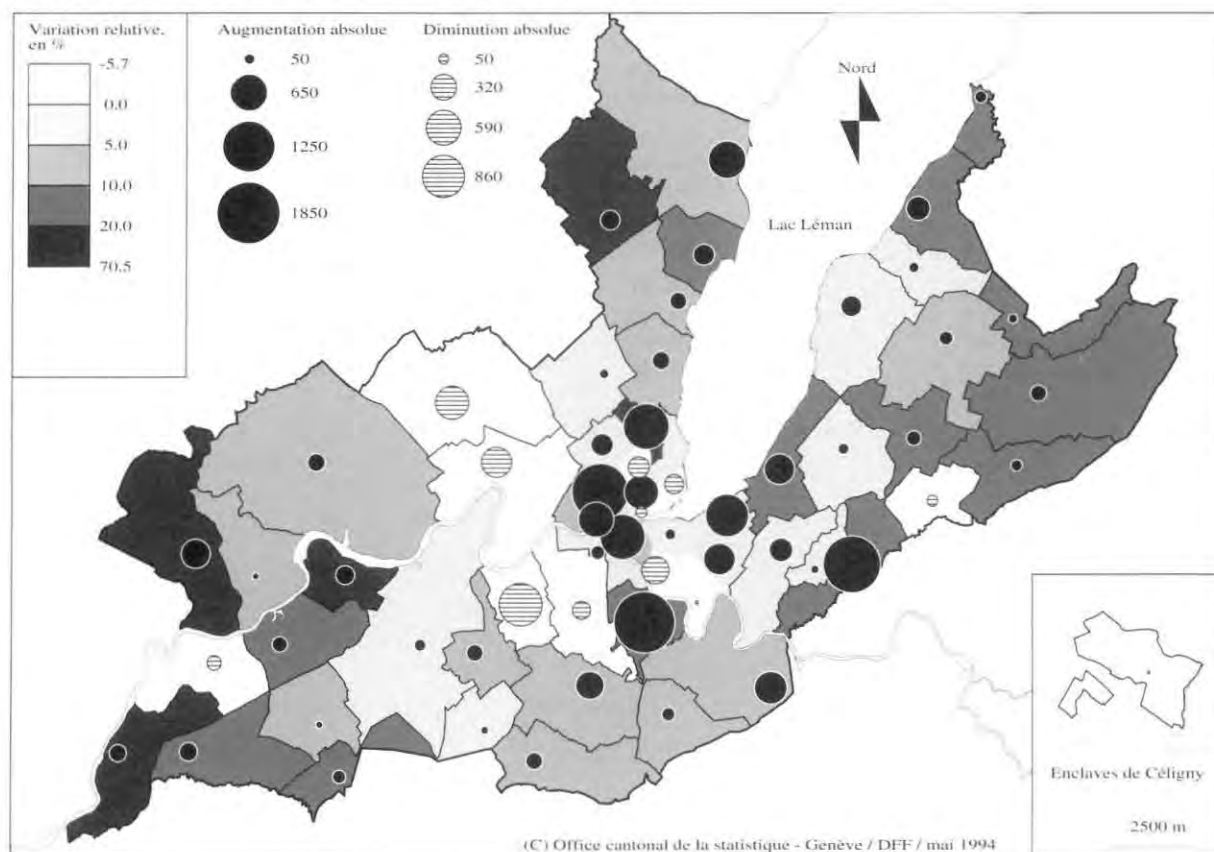 Variation relative,
en %
-5.7
0.0
5.0
10.0
20.0
70.5
Augmentation absolue
50
650
1250
1850
Diminution absolue
50
320
590
860
Nord
Lac Léman
Enclaves de Céligny
2500 m
(C) Office cantonal de la statistique - Genève / DFF / mai 1994